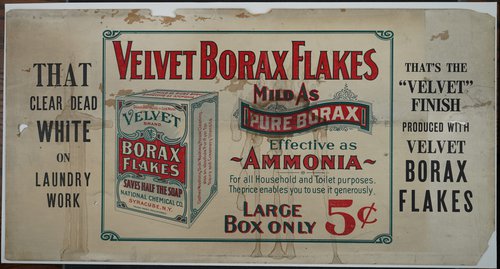 THAT
CLEAR DEAD
WHITE
ON
LAUNDRY
WORK
VELVET BORAX FLAKES
MILD AS
PURE BORAX
Effective as
~AMMONIA~
For all Household and Toilet purposes.
The price enables you to use it generously.
LARGE
BOX ONLY 5¢
VELVET
BRAND
BORAX
FLAKES
SAVES HALF THE SOAP
NATIONAL CHEMICAL CO.
SYRACUSE, N.Y.
THAT'S THE
"VELVET"
FINISH
PRODUCED WITH
VELVET
BORAX
FLAKES